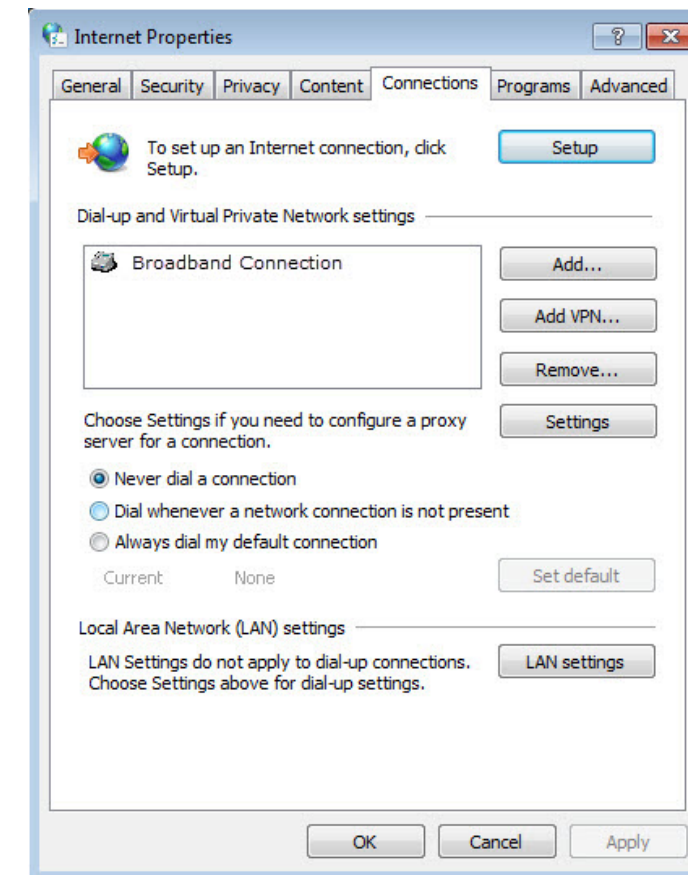 Internet Properties
General Security Privacy Content Connections Programs Advanced
To set up an Internet connection, click
Setup.
Setup
Dial-up and Virtual Private Network settings
Broadband Connection
Add...
Add VPN...
Remove...
Choose Settings if you need to configure a proxy
server for a connection.
Settings
Never dial a connection
Dial whenever a network connection is not present
Always dial my default connection
Current None
Set default
Local Area Network (LAN) settings
LAN Settings do not apply to dial-up connections.
Choose Settings above for dial-up settings.
LAN settings
OK Cancel Apply